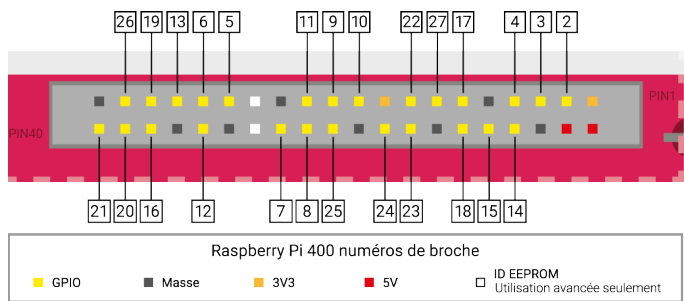 26 19 13 6 5 11 9 10 22 27 17 4 3 2
PIN1
PIN40
21 20 16 12 7 8 25 24 23 18 15 14
Raspberry Pi 400 numéros de broche
GPIO Masse 3V3 5V ID EEPROM
Utilisation avancée seulement